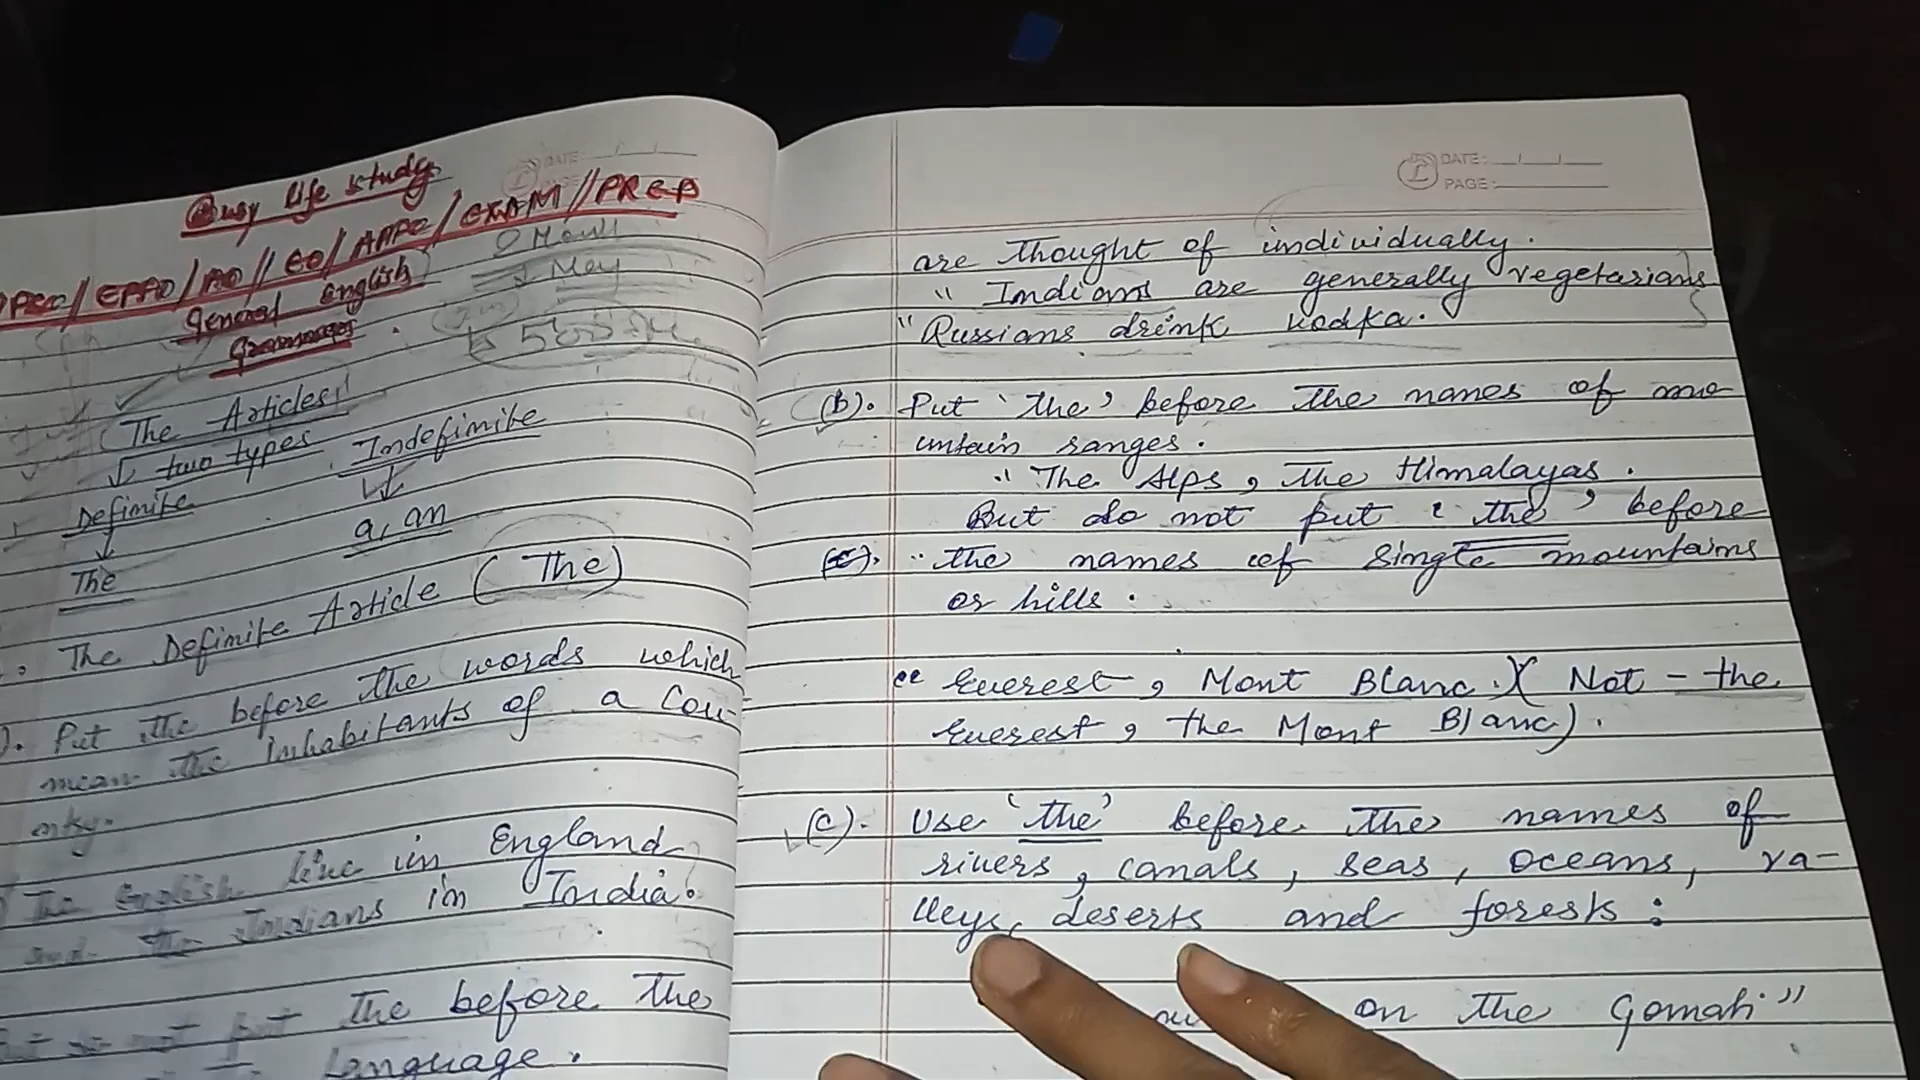 Busy life study
EPFO/AO//EO/APPC/EXAM//PREP
General English
Grammar
2 Hours
May
The Articles
two types
Indefinite
Definite
a, an
The
The Definite Article (The)
Put the before the words which
mean the inhabitants of a Cou-
ntry.
The English live in England
and the Indians in India.
put the before the
language.
DATE:
PAGE:
are thought of individually.
" Indians are generally vegetarians
" Russians drink vodka.
(B). Put 'the' before the names of mo
untain ranges.
The Alps, the Himalayas.
But do not put 'the' before
the names of single mountains
or hills.
Everest, Mont Blanc. (Not - the
Everest, the Mont Blanc).
(C). Use 'the' before the names of
rivers, canals, seas, oceans, va-
lleys, deserts and forests:
on the Gomati"